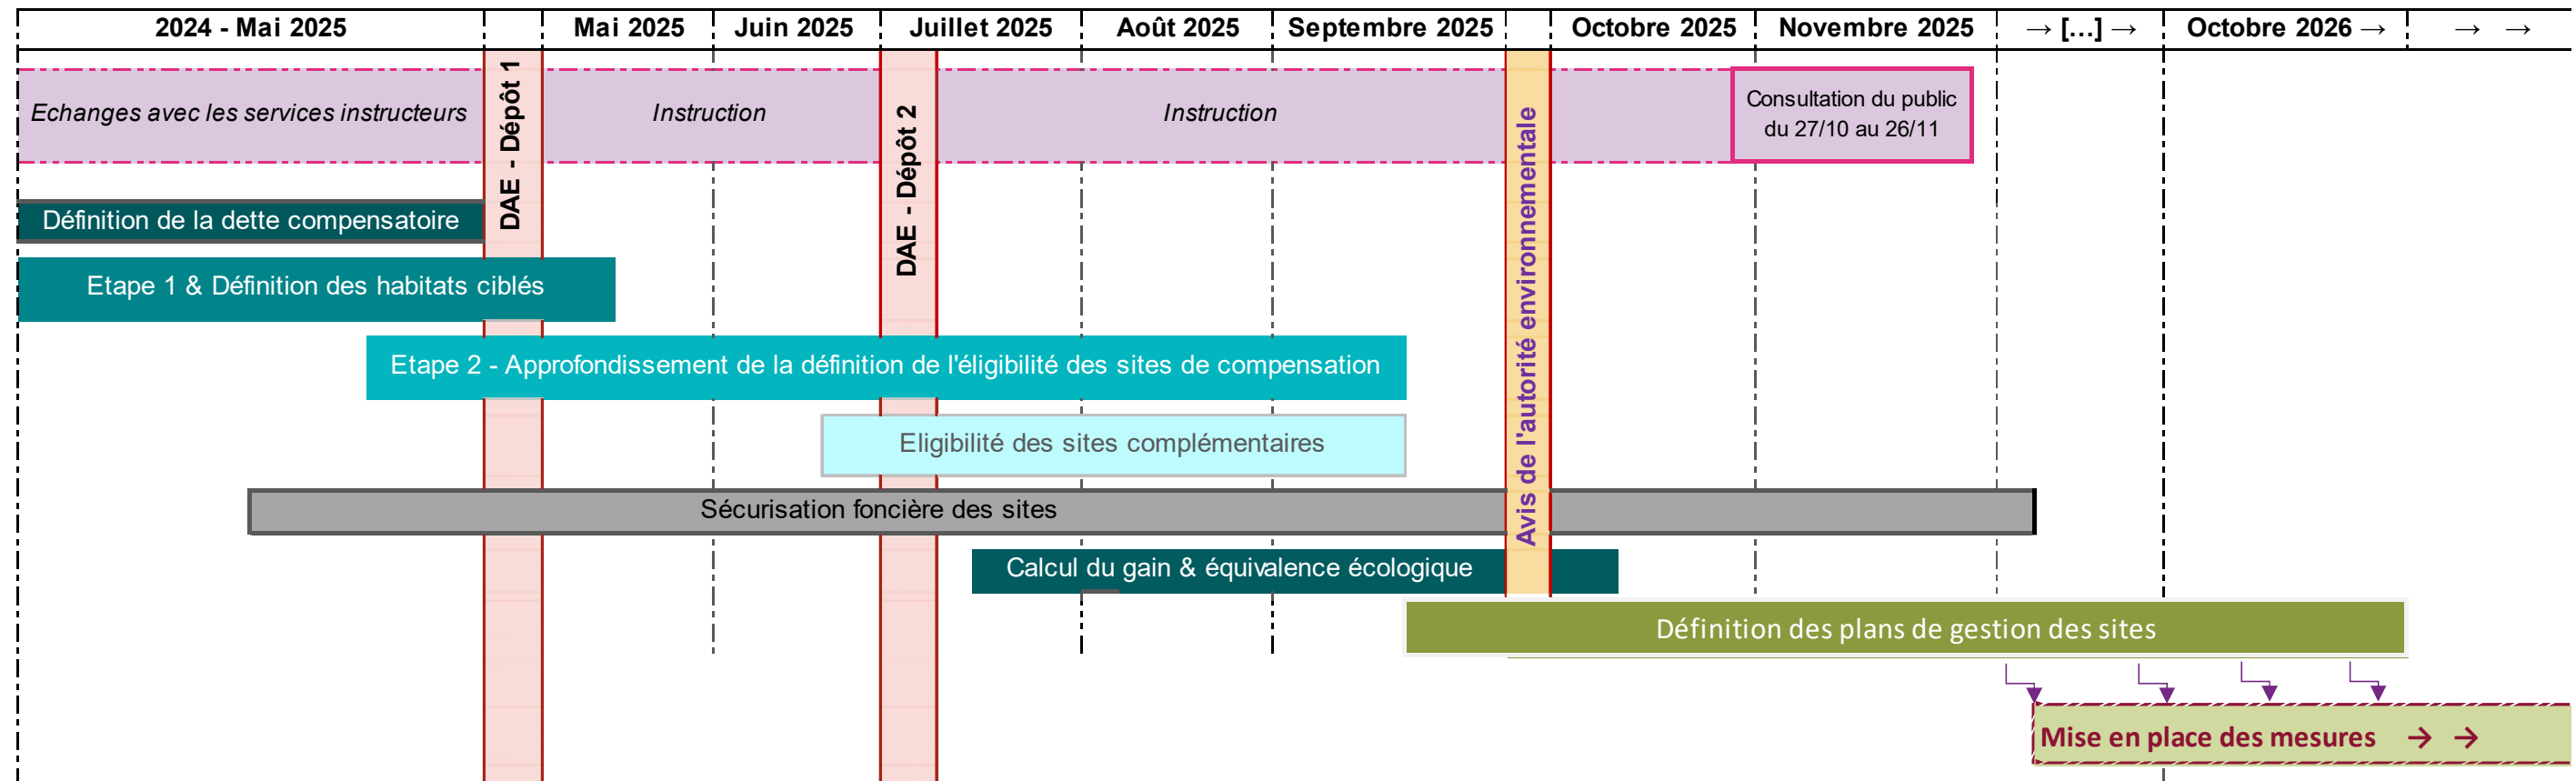 2024 - Mai 2025
Mai 2025
Juin 2025
Juillet 2025
Août 2025
Septembre 2025
Octobre 2025
Novembre 2025
→ [...] →
Octobre 2026 →
→ →
Echanges avec les services instructeurs
DAE - Dépôt 1
Instruction
DAE - Dépôt 2
Instruction
Avis de l'autorité environnementale
Consultation du public
du 27/10 au 26/11
Définition de la dette compensatoire
Etape 1 & Définition des habitats ciblés
Etape 2 - Approfondissement de la définition de l'éligibilité des sites de compensation
Eligibilité des sites complémentaires
Sécurisation foncière des sites
Calcul du gain & équivalence écologique
Définition des plans de gestion des sites
Mise en place des mesures → →